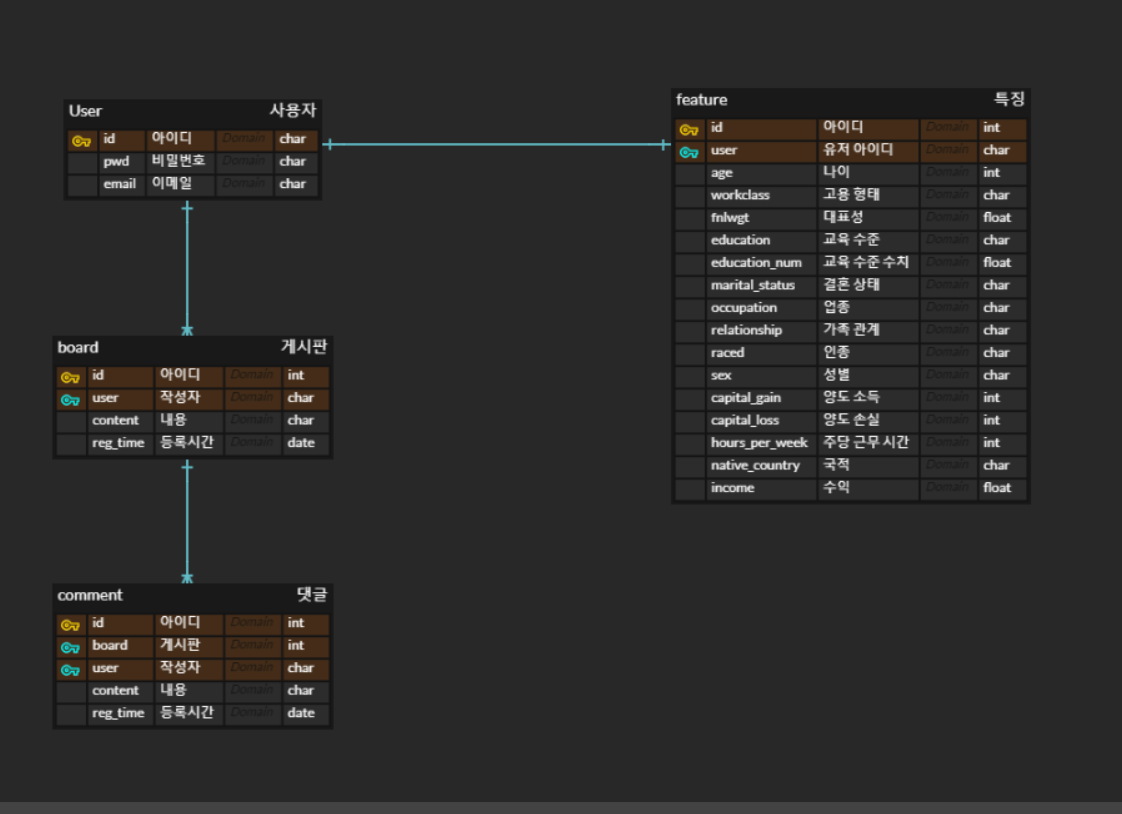 User 사용자
id 아이디 Domain char
pwd 비밀번호 Domain char
email 이메일 Domain char
feature 특징
id 아이디 Domain int
user 유저 아이디 Domain char
age 나이 Domain int
workclass 고용 형태 Domain char
fnlwgt 대표성 Domain float
education 교육 수준 Domain char
education_num 교육 수준 수치 Domain float
marital_status 결혼 상태 Domain char
occupation 업종 Domain char
relationship 가족 관계 Domain char
raced 인종 Domain char
sex 성별 Domain char
capital_gain 양도 소득 Domain int
capital_loss 양도 손실 Domain int
hours_per_week 주당 근무 시간 Domain int
native_country 국적 Domain char
income 수익 Domain float
board 게시판
id 아이디 Domain int
user 작성자 Domain char
content 내용 Domain char
reg_time 등록시간 Domain date
comment 댓글
id 아이디 Domain int
board 게시판 Domain int
user 작성자 Domain char
content 내용 Domain char
reg_time 등록시간 Domain date